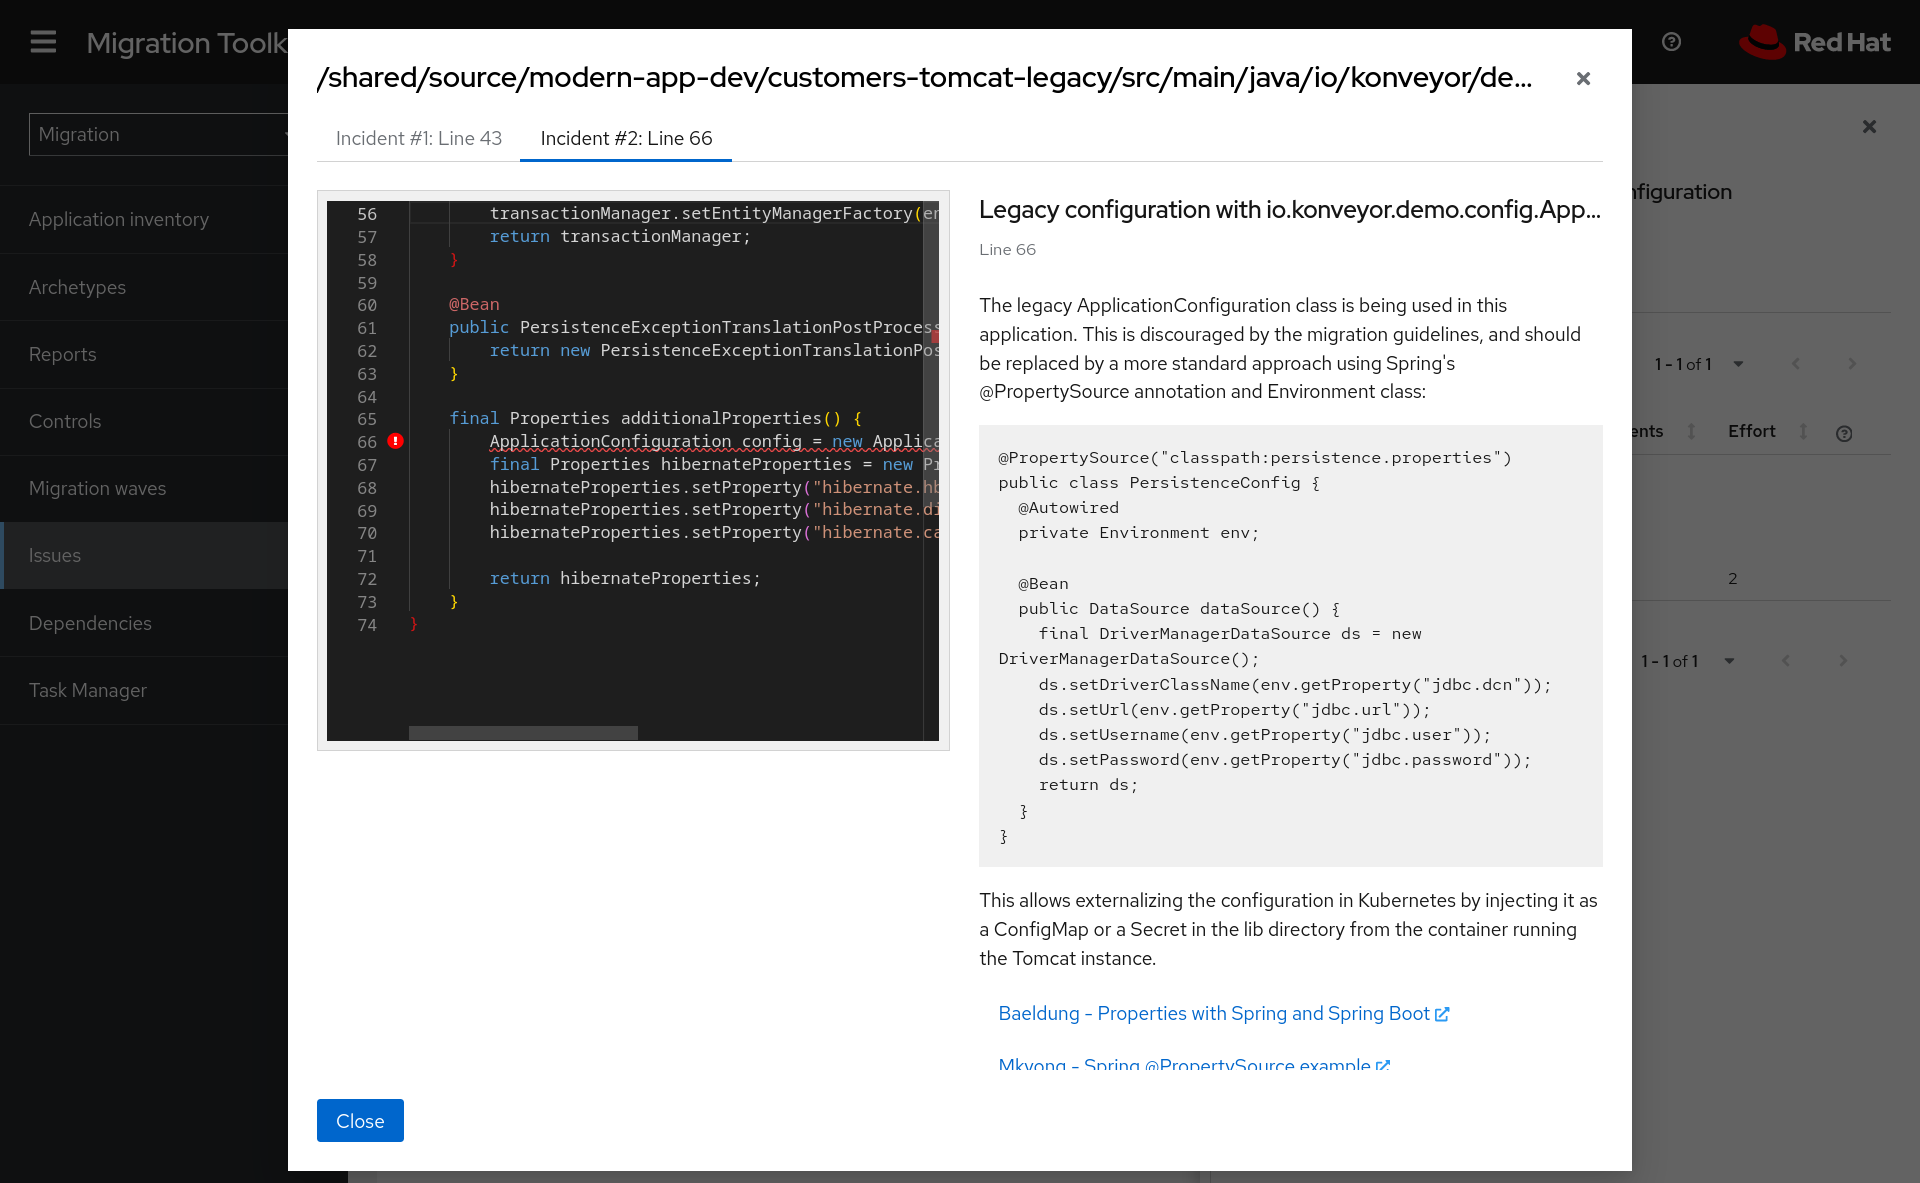 Migration Toolk
Red Hat
/shared/source/modern-app-dev/customers-tomcat-legacy/src/main/java/io/konveyor/de...
Incident #1: Line 43
Incident #2: Line 66
Migration
Application inventory
Archetypes
Reports
Controls
Migration waves
Issues
Dependencies
Task Manager
56 transactionManager.setEntityManagerFactory(
57 return transactionManager;
58 }
59
60 @Bean
61 public PersistenceExceptionTranslationPostProcess
62 return new PersistenceExceptionTranslationPos
63 }
64
65 final Properties additionalProperties() {
66 ApplicationConfiguration config = new Applica
67 final Properties hibernateProperties = new Pr
68 hibernateProperties.setProperty("hibernate.hb
69 hibernateProperties.setProperty("hibernate.di
70 hibernateProperties.setProperty("hibernate.ca
71
72 return hibernateProperties;
73 }
74 }
Legacy configuration with io.konveyor.demo.config.App...
Line 66
The legacy ApplicationConfiguration class is being used in this
application. This is discouraged by the migration guidelines, and should
be replaced by a more standard approach using Spring's
@PropertySource annotation and Environment class:
@PropertySource("classpath:persistence.properties")
public class PersistenceConfig {
@Autowired
private Environment env;
@Bean
public DataSource dataSource() {
final DriverManagerDataSource ds = new
DriverManagerDataSource();
ds.setDriverClassName(env.getProperty("jdbc.dcn"));
ds.setUrl(env.getProperty("jdbc.url"));
ds.setUsername(env.getProperty("jdbc.user"));
ds.setPassword(env.getProperty("jdbc.password"));
return ds;
}
}
This allows externalizing the configuration in Kubernetes by injecting it as
a ConfigMap or a Secret in the lib directory from the container running
the Tomcat instance.
Baeldung - Properties with Spring and Spring Boot
Mkyong - Spring @PropertySource example
Close
nfiguration
1 - 1 of 1
ents
Effort
2
1 - 1 of 1